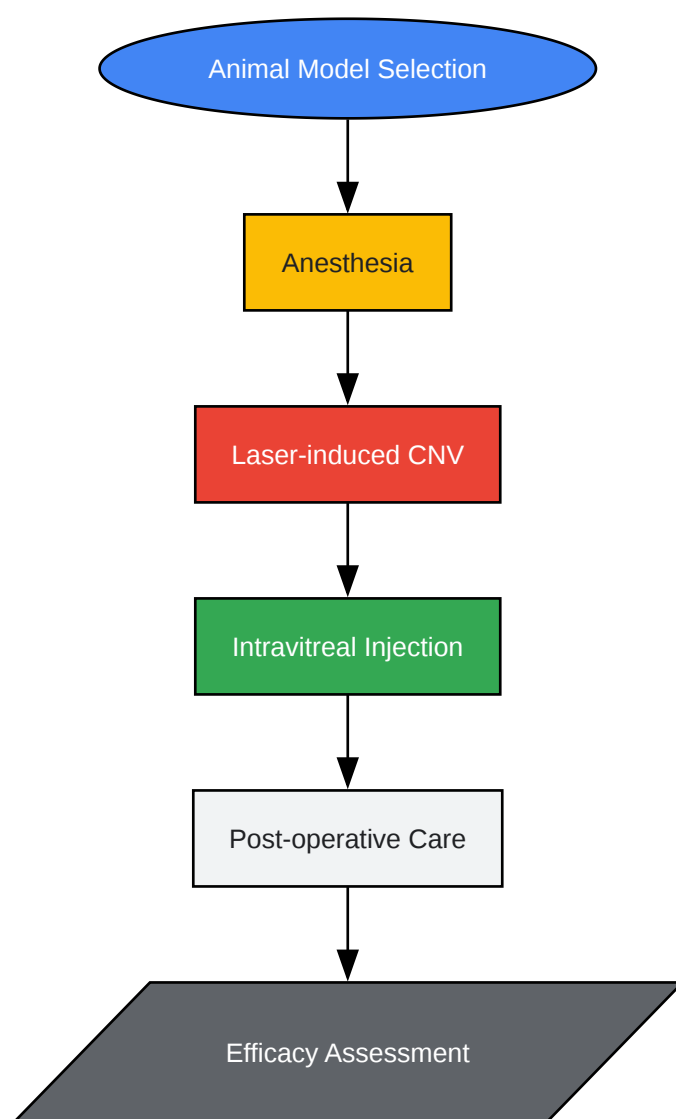 Animal Model Selection
Anesthesia
Laser-induced CNV
Intravitreal Injection
Post-operative Care
Efficacy Assessment